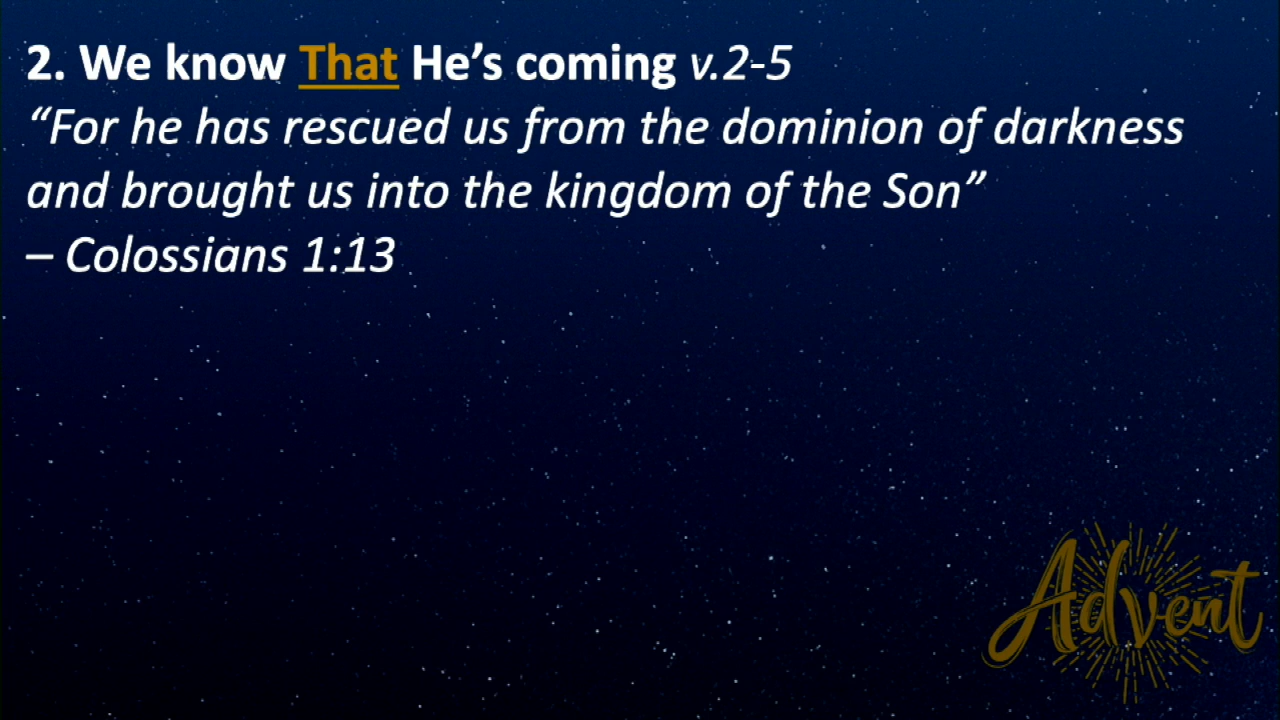 2. We know That He’s coming v.2-5
“For he has rescued us from the dominion of darkness
and brought us into the kingdom of the Son”
– Colossians 1:13
Advent